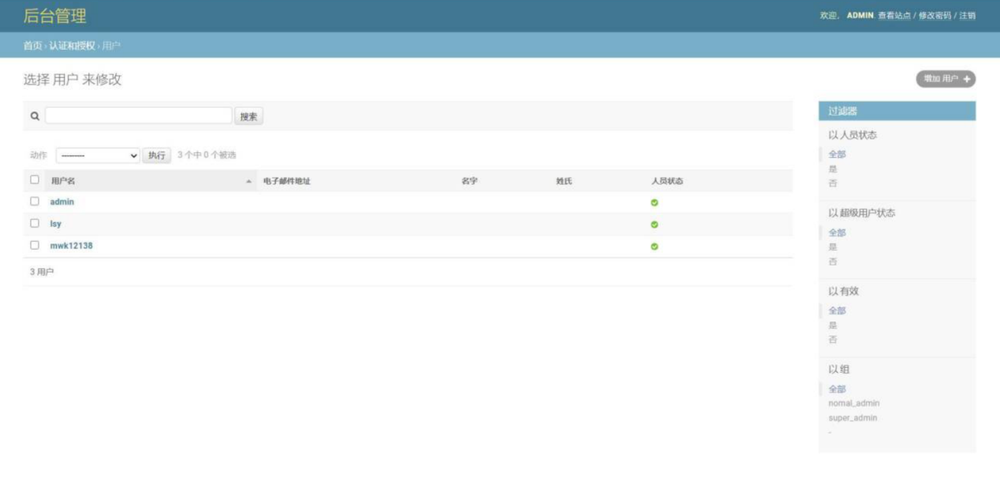 后台管理
欢迎， ADMIN. 查看站点 / 修改密码 / 注销
首页 › 认证和授权 › 用户
选择 用户 来修改
增加 用户 +
搜索
动作 --------- 执行 3 个中 0 个被选
用户名 电子邮件地址 名字 姓氏 人员状态
admin
lsy
mwk12138
3 用户
过滤器
以 人员状态
全部
是
否
以 超级用户状态
全部
是
否
以 有效
全部
是
否
以 组
全部
nomal_admin
super_admin
-